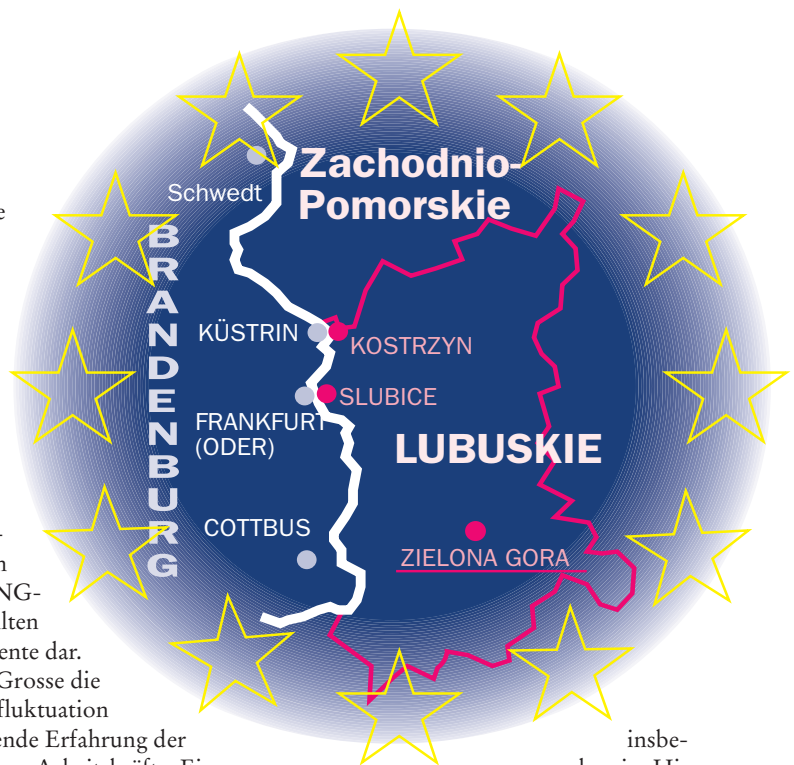 Zachodnio-
Pomorskie
Schwedt
e
BRANDENBURG
KÜSTRIN
KOSTRZYN
SLUBICE
FRANKFURT
(ODER)
LUBUSKIE
COTTBUS
ZIELONA GORA
-
n
NG-
lten
ente dar.
Grosse die
fluktuation
ende Erfahrung der
insbe-